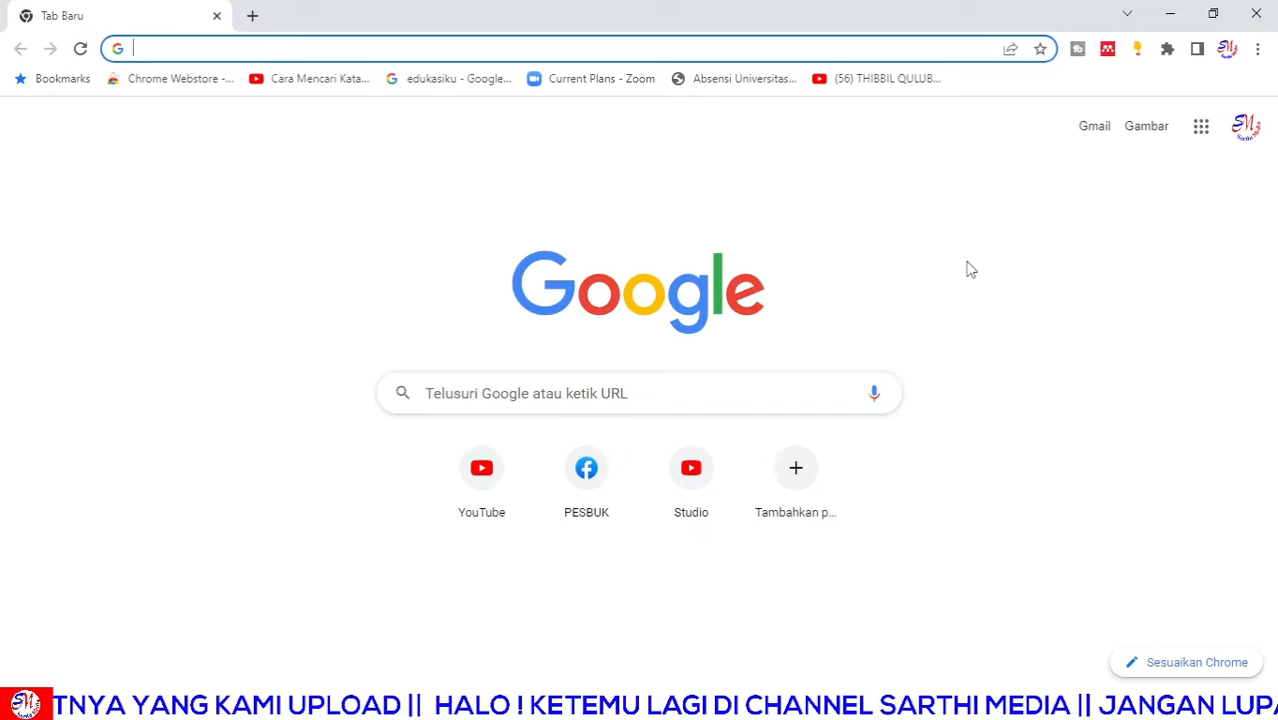 Tab Baru
Bookmarks
Chrome Webstore -...
Cara Mencari Kata...
edukasiku - Google...
Current Plans - Zoom
Absensi Universitas...
(56) THIBBIL QULUB...
Gmail
Gambar
SM
Google
Telusuri Google atau ketik URL
YouTube
PESBUK
Studio
Tambahkan p...
Sesuaikan Chrome
TNYA YANG KAMI UPLOAD || HALO ! KETEMU LAGI DI CHANNEL SARTHI MEDIA || JANGAN LUPA